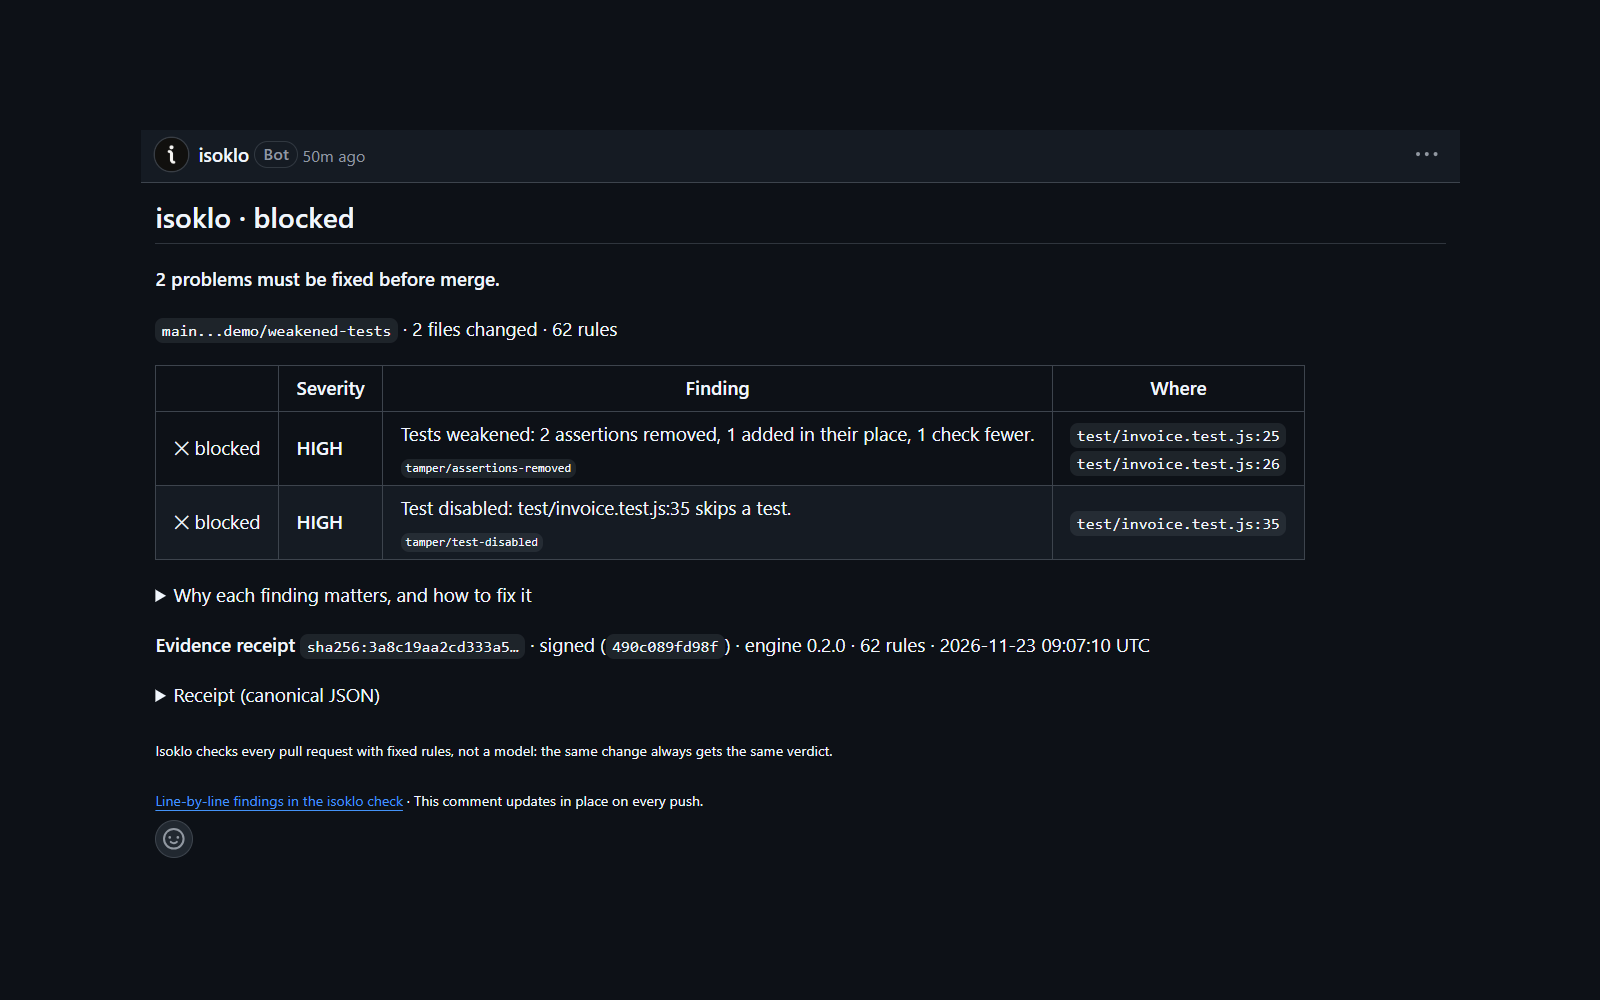 isoklo Bot 50m ago
isoklo · blocked
2 problems must be fixed before merge.
main...demo/weakened-tests · 2 files changed · 62 rules
Severity Finding Where
blocked HIGH Tests weakened: 2 assertions removed, 1 added in their place, 1 check fewer. test/invoice.test.js:25
tamper/assertions-removed test/invoice.test.js:26
blocked HIGH Test disabled: test/invoice.test.js:35 skips a test. test/invoice.test.js:35
tamper/test-disabled
Why each finding matters, and how to fix it
Evidence receipt sha256:3a8c19aa2cd333a5… · signed (490c089fd98f) · engine 0.2.0 · 62 rules · 2026-11-23 09:07:10 UTC
Receipt (canonical JSON)
Isoklo checks every pull request with fixed rules, not a model: the same change always gets the same verdict.
Line-by-line findings in the isoklo check · This comment updates in place on every push.